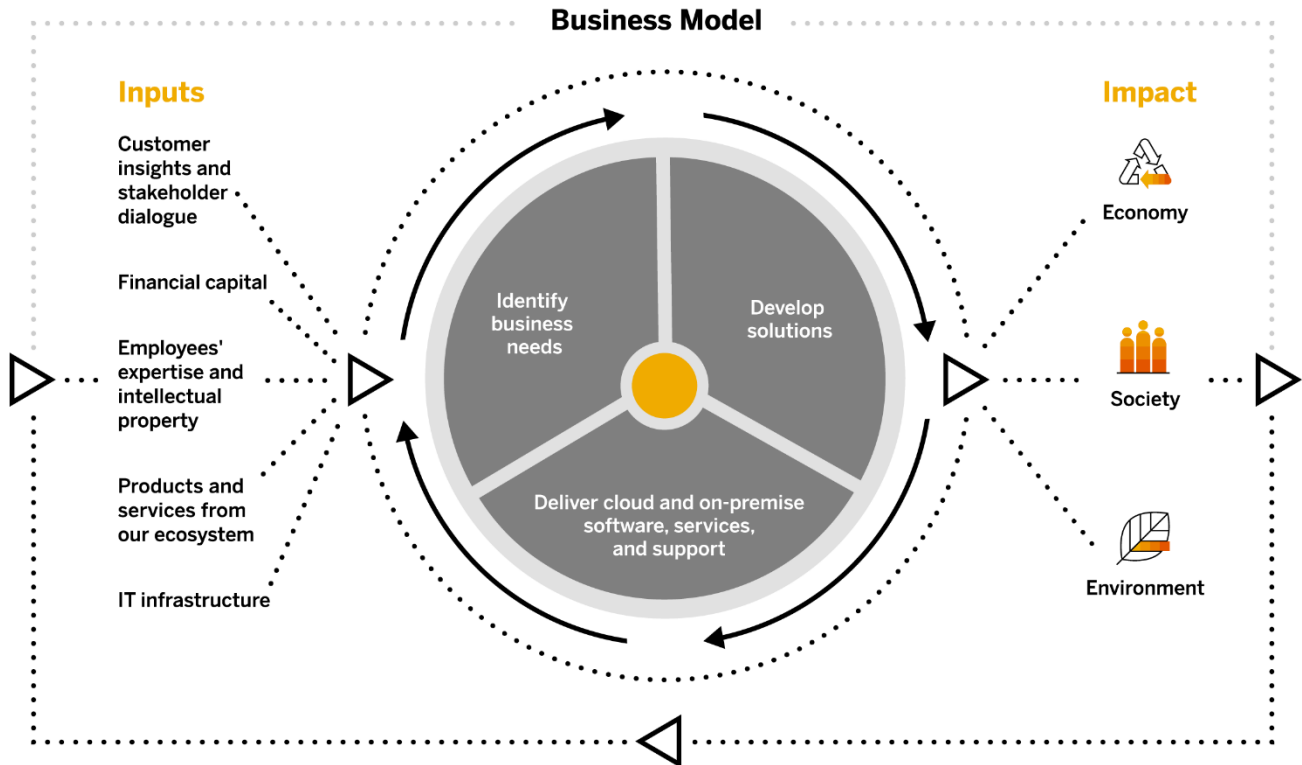 Business Model
Inputs
Customer
insights and
stakeholder
dialogue
Financial capital
Employees'
expertise and
intellectual
property
Products and
services from
our ecosystem
IT infrastructure
Identify
business
needs
Develop
solutions
Deliver cloud and on-premise
software, services,
and support
Impact
Economy
Society
Environment